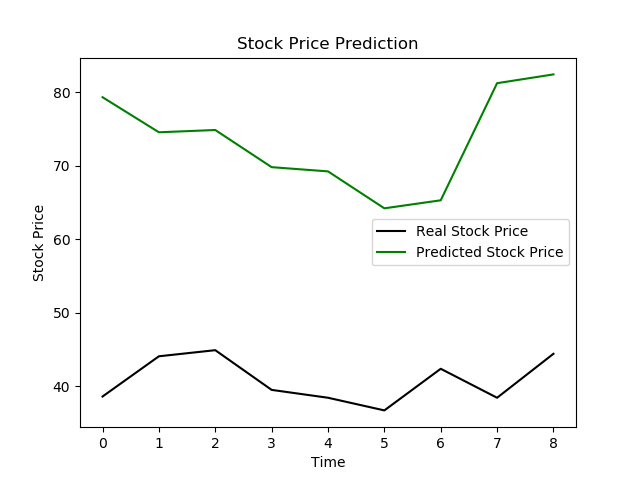 Stock Price Prediction
80
70
60
50
40
Stock Price
Real Stock Price
Predicted Stock Price
0 1 2 3 4 5 6 7 8
Time